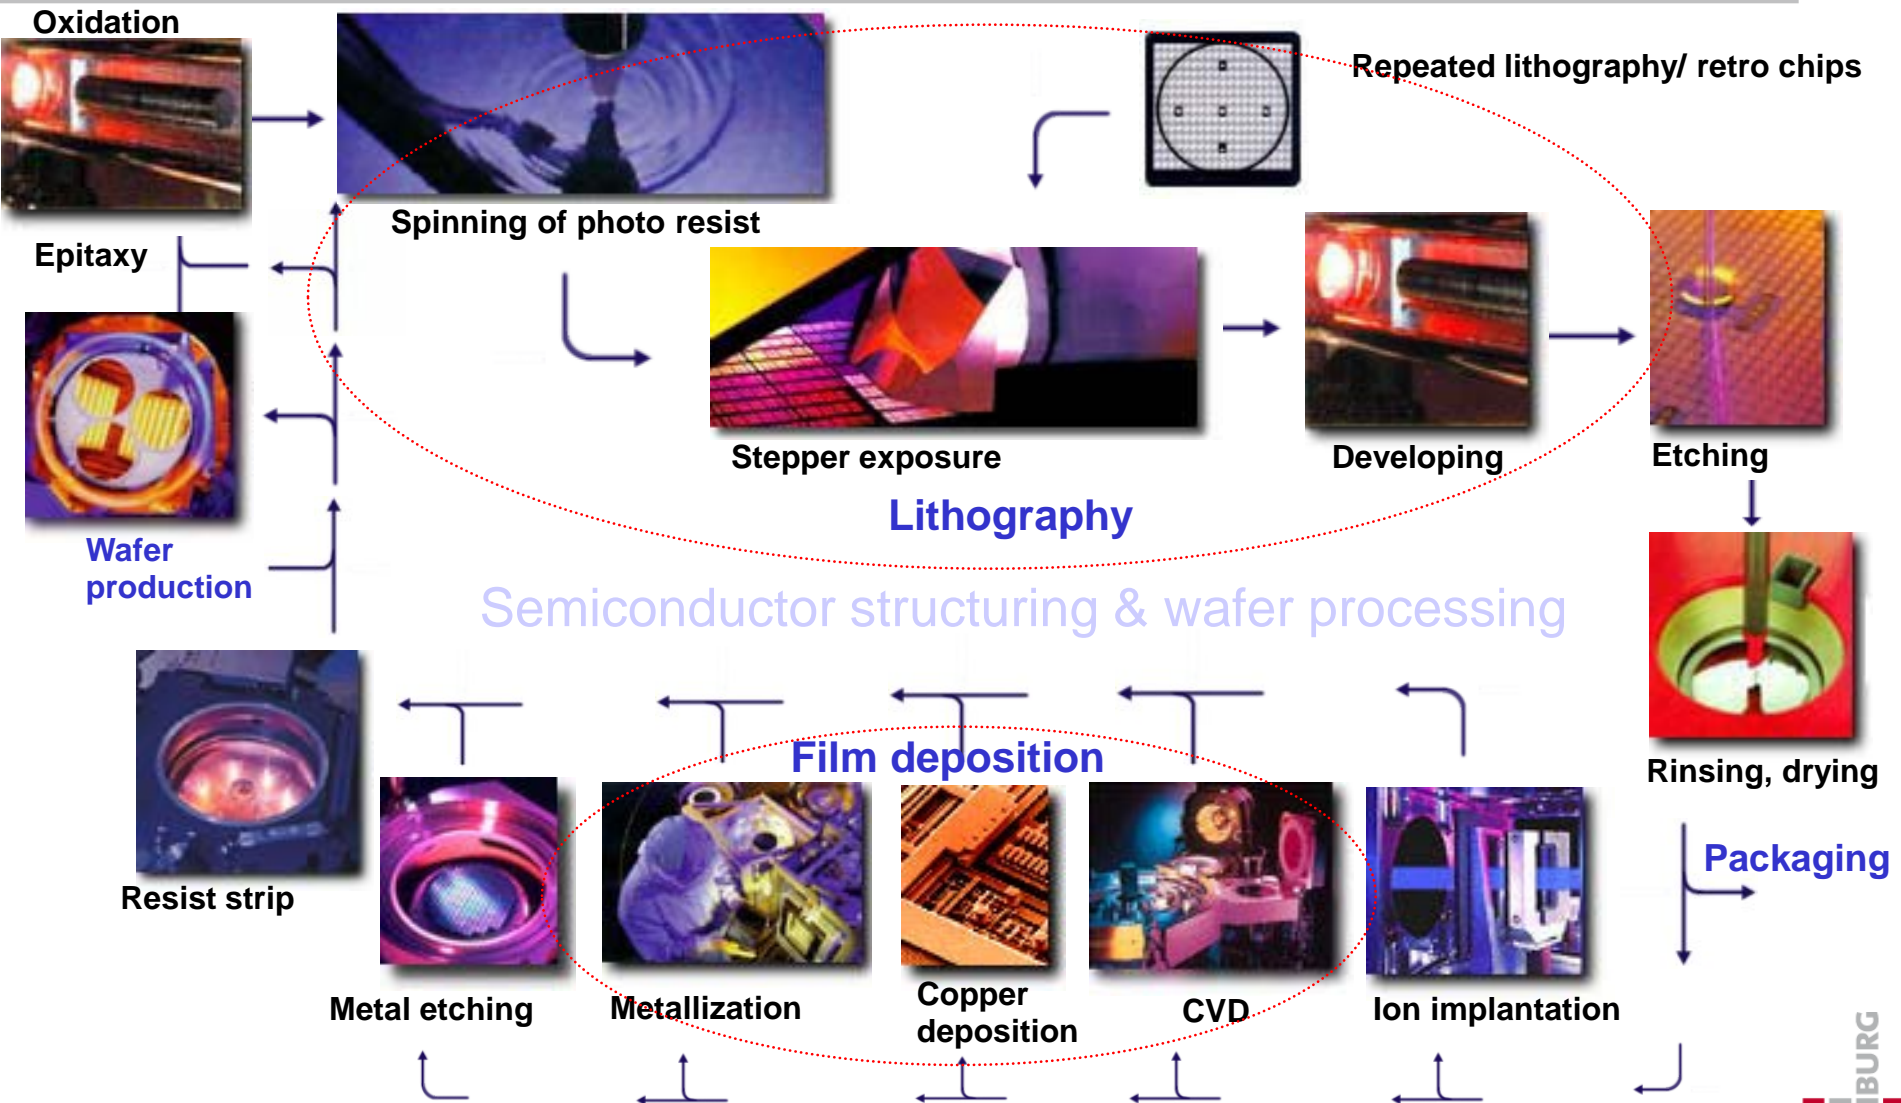 Oxidation
Repeated lithography/ retro chips
Spinning of photo resist
Epitaxy
Stepper exposure
Developing
Etching
Lithography
Wafer
production
Semiconductor structuring & wafer processing
Film deposition
Rinsing, drying
Packaging
Resist strip
Metal etching
Metallization
Copper
deposition
CVD
Ion implantation
BURG